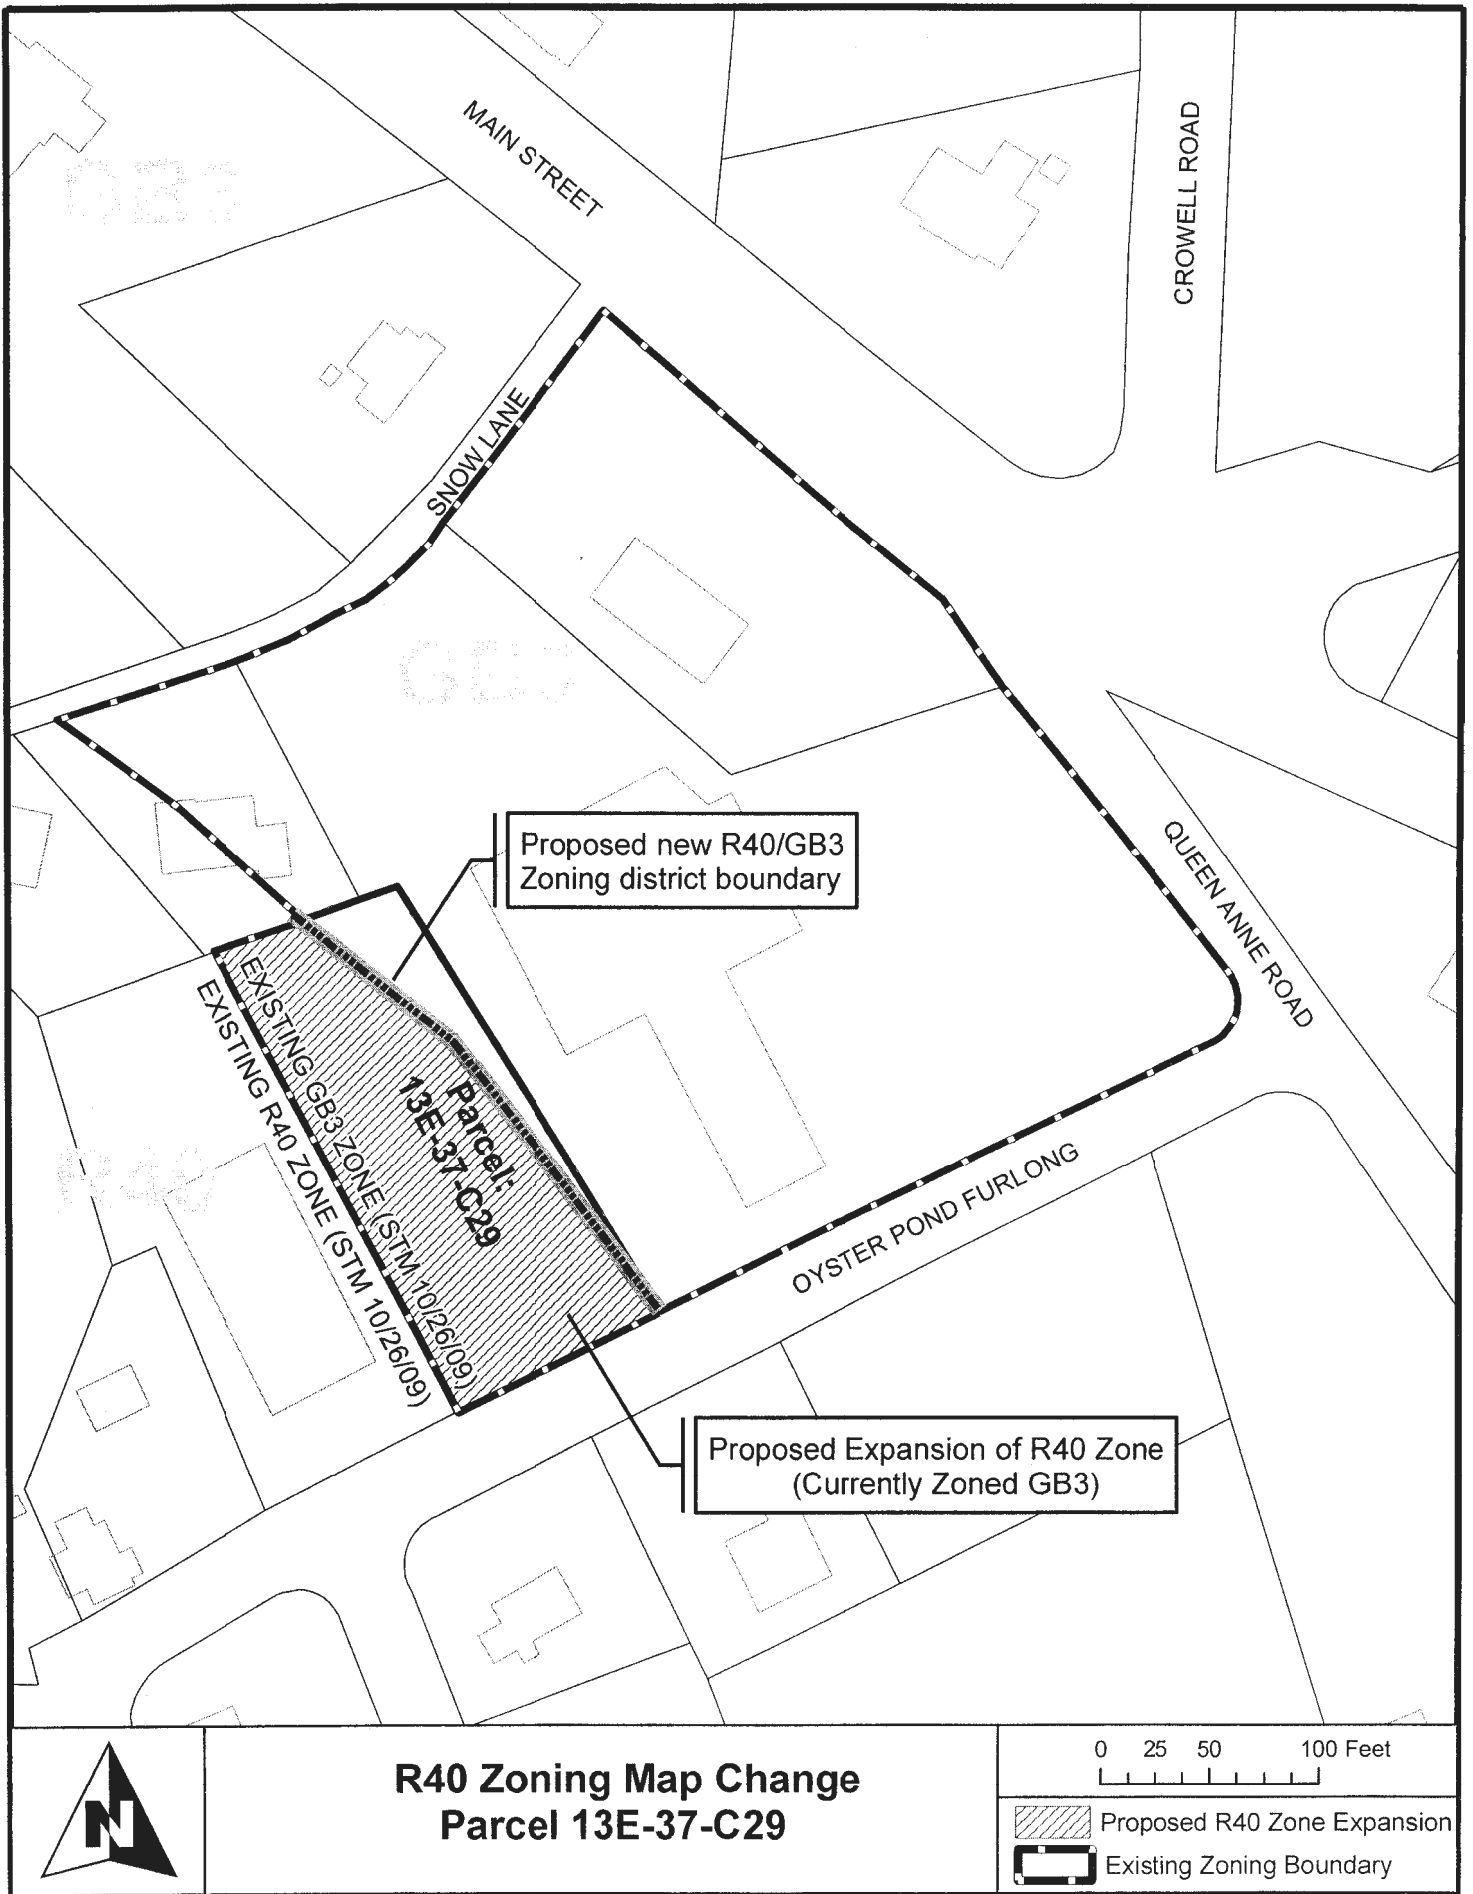 MAIN STREET
CROWELL ROAD
SNOW LANE
Proposed new R40/GB3
Zoning district boundary
QUEEN ANNE ROAD
EXISTING GB3 ZONE (STM 10/26/09)
EXISTING R40 ZONE (STM 10/26/09)
Parcel:
13E-37-C29
R40
OYSTER POND FURLONG
Proposed Expansion of R40 Zone
(Currently Zoned GB3)
N
R40 Zoning Map Change
Parcel 13E-37-C29
0 25 50 100 Feet
Proposed R40 Zone Expansion
Existing Zoning Boundary